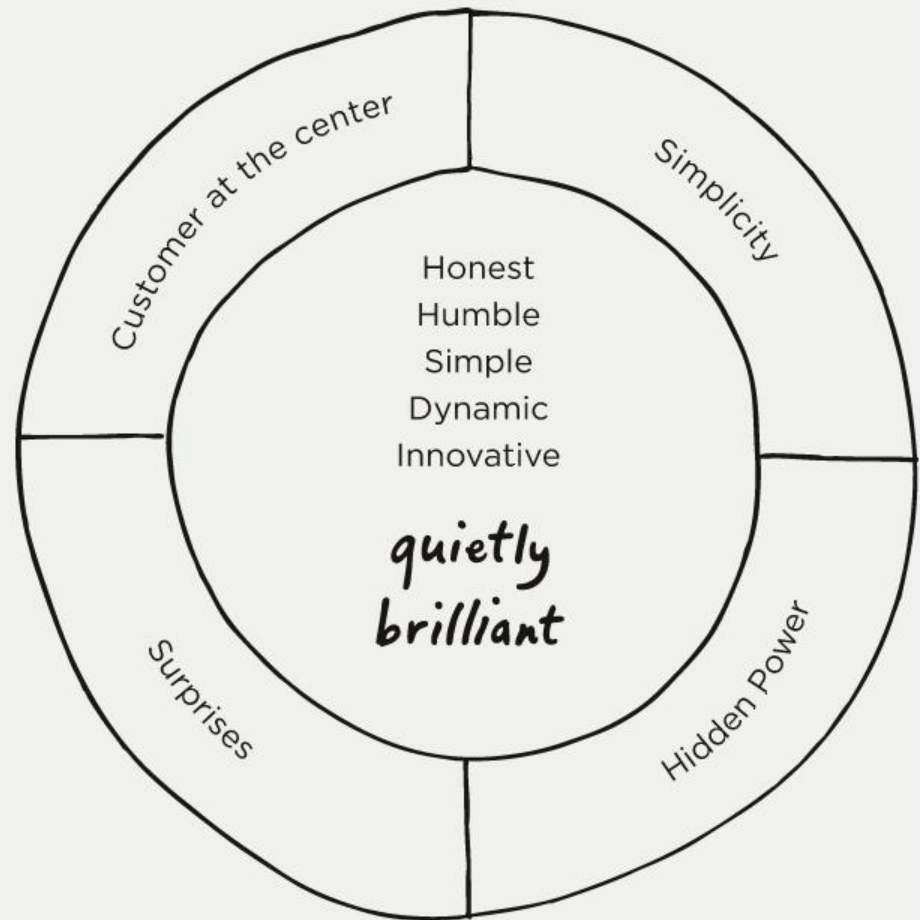 Customer at the center
Simplicity
Honest
Humble
Simple
Dynamic
Innovative
quietly
brilliant
Surprises
Hidden Power